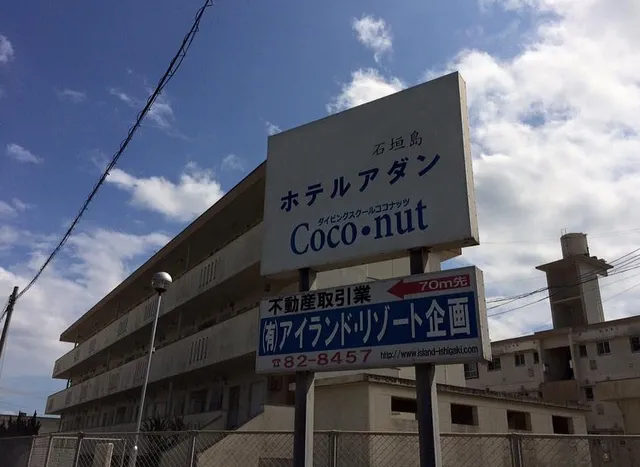 石垣島
ホテルアダン
ダイビングスクールココナッツ
Coco・nut
不動産取引業 70m先
(有)アイランド・リゾート企画
☎82-8457 http://www.island-ishigaki.com